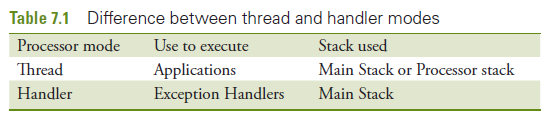 Table 7.1 Difference between thread and handler modes
Processor mode Use to execute Stack used
Thread Applications Main Stack or Processor stack
Handler Exception Handlers Main Stack